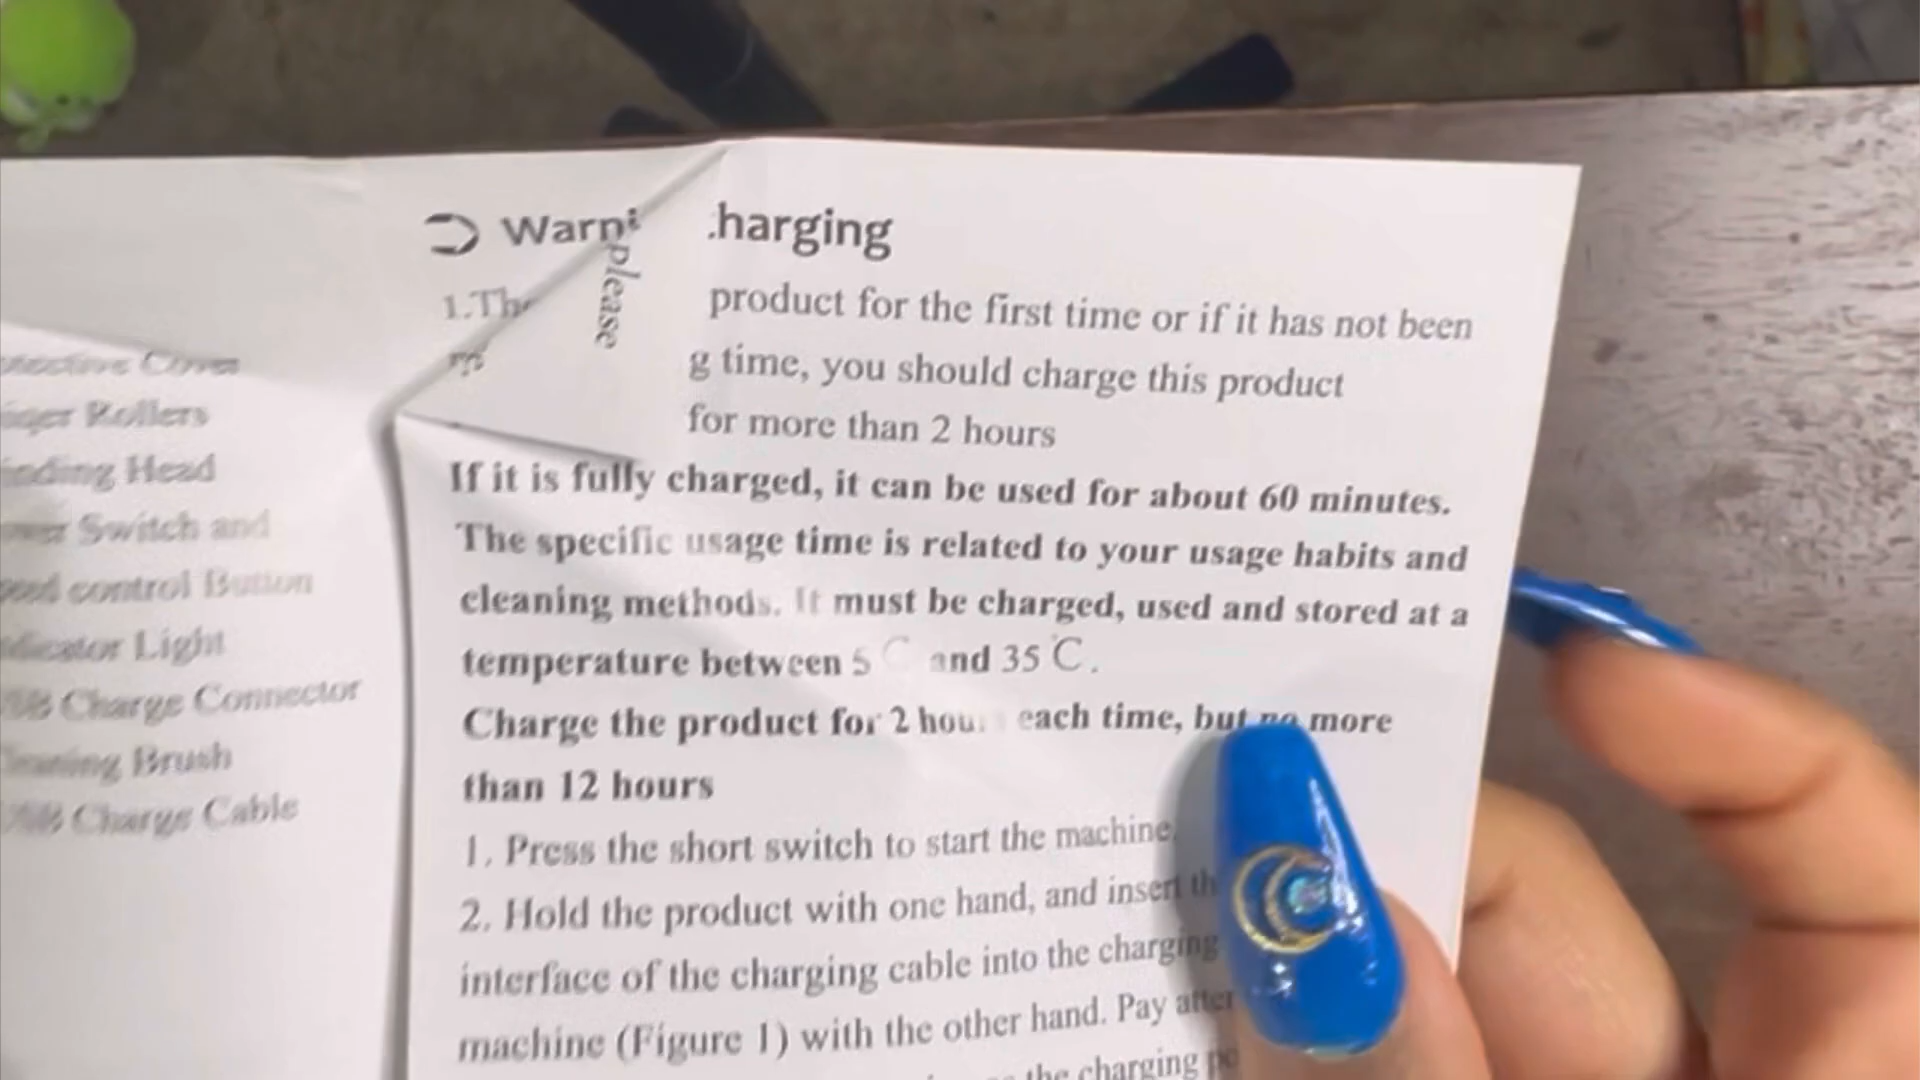 Cover
Rollers
Head
Switch and
control Button
Light
Charge Connector
Brush
Charge Cable
please
harging
product for the first time or if it has not been
time, you should charge this product
for more than 2 hours
If it is fully charged, it can be used for about 60 minutes.
The specific usage time is related to your usage habits and
cleaning methods. It must be charged, used and stored at a
temperature between 5 C and 35 ℃.
Charge the product for 2 hou each time, but no more
than 12 hours
1. Press the short switch to start the machine
2. Hold the product with one hand, and insert th
interface of the charging cable into the charging
machine (Figure 1) with the other hand. Pay atter
the charging